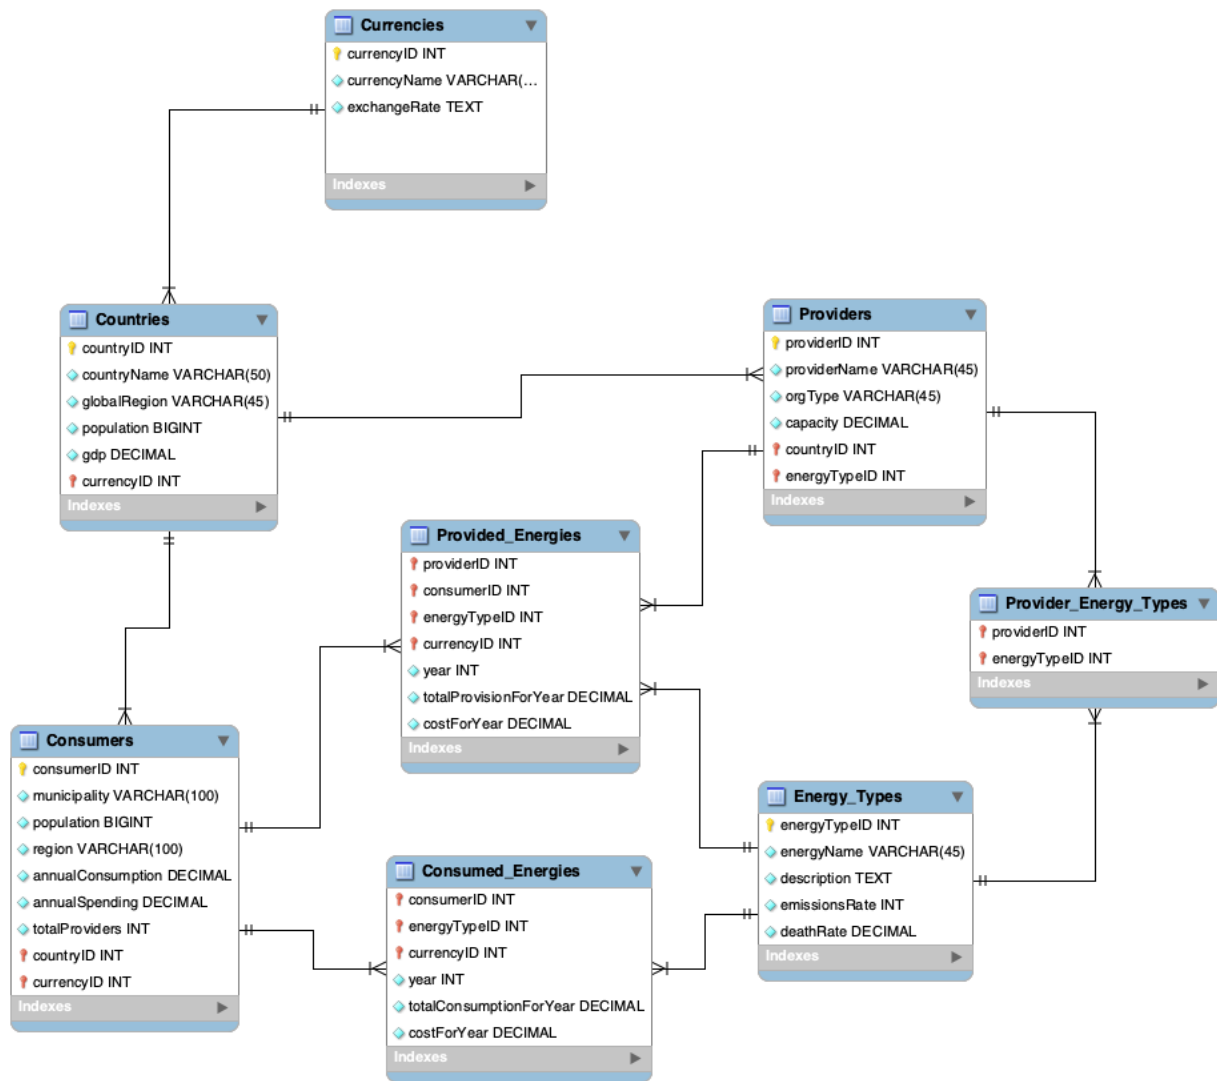 Currencies
currencyID INT
currencyName VARCHAR(...
exchangeRate TEXT
Indexes
Countries
countryID INT
countryName VARCHAR(50)
globalRegion VARCHAR(45)
population BIGINT
gdp DECIMAL
currencyID INT
Indexes
Providers
providerID INT
providerName VARCHAR(45)
orgType VARCHAR(45)
capacity DECIMAL
countryID INT
energyTypeID INT
Indexes
Provided_Energies
providerID INT
consumerID INT
energyTypeID INT
currencyID INT
year INT
totalProvisionForYear DECIMAL
costForYear DECIMAL
Indexes
Provider_Energy_Types
providerID INT
energyTypeID INT
Indexes
Consumers
consumerID INT
municipality VARCHAR(100)
population BIGINT
region VARCHAR(100)
annualConsumption DECIMAL
annualSpending DECIMAL
totalProviders INT
countryID INT
currencyID INT
Indexes
Energy_Types
energyTypeID INT
energyName VARCHAR(45)
description TEXT
emissionsRate INT
deathRate DECIMAL
Indexes
Consumed_Energies
consumerID INT
energyTypeID INT
currencyID INT
year INT
totalConsumptionForYear DECIMAL
costForYear DECIMAL
Indexes